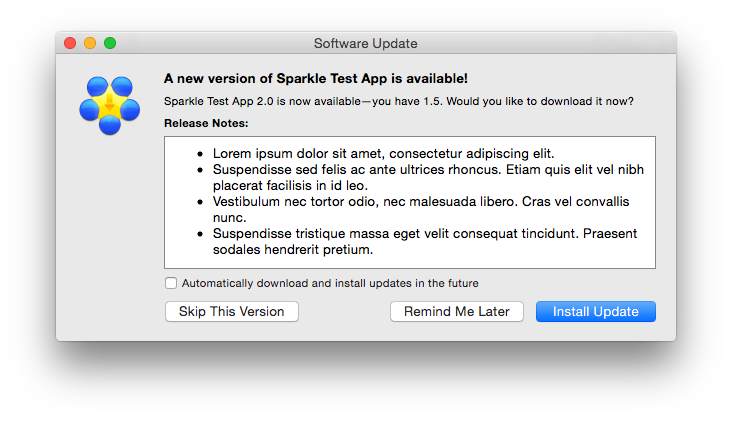 Software Update
A new version of Sparkle Test App is available!
Sparkle Test App 2.0 is now available—you have 1.5. Would you like to download it now?
Release Notes:
• Lorem ipsum dolor sit amet, consectetur adipiscing elit.
• Suspendisse sed felis ac ante ultrices rhoncus. Etiam quis elit vel nibh
placerat facilisis in id leo.
• Vestibulum nec tortor odio, nec malesuada libero. Cras vel convallis
nunc.
• Suspendisse tristique massa eget velit consequat tincidunt. Praesent
sodales hendrerit pretium.
Automatically download and install updates in the future
Skip This Version
Remind Me Later
Install Update